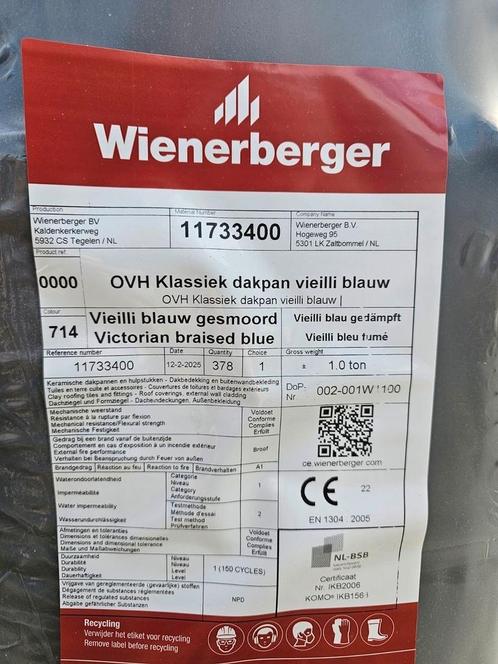 Wienerberger
Production
Wienerberger BV
Kaldenkerkerweg
5932 CS Tegelen / NL
Material Number
11733400
Company Name
Wienerberger B.V.
Hogeweg 95
5301 LK Zaltbommel / NL
Product ref.
0000
OVH Klassiek dakpan vieilli blauw
OVH Klassiek dakpan vieilli blauw |
Colour
714
Vieilli blauw gesmoord
Victorian braised blue
Vieilli blau gedämpft
Vieilli bleu fumé
Reference number
11733400
Date
12-2-2025
Quantity
378
Choice
1
Gross weight
± 1.0 ton
Keramische dakpannen en hulpstukken - Dakbedekking en buitenwandbekleding
Tuiles en terre cuite et accessoires - Couvertures de toitures et bardages
Clay roofing tiles and fittings - Roof coverings, external wall cladding
Dachziegel und Formziegel - Dacheindeckungen, Außenbekleidung
DoP-
Nr
Mechanische weerstand
Résistance à la rupture par flexion
Mechanical resistance/Flexural strength
Mechanische Festigkeit
Voldoet
Conforme
Complies
Erfüllt
Gedrag bij een brand vanaf de buitenzijde
Comportement en cas d'exposition à un incendie extérieur
External fire performance
Verhalten bei Beanspruchung durch Feuer von außen
Broof
Brandgedrag
Réaction au feu
Reaction to fire
Brandverhalten
A1
ce.wienerberger.com
Waterondoorlatendheid
Imperméabilité
Water impermeability
Wasserundurchlässigkeit
Categorie
Niveau
Category
Anforderungsstufe
1
Testmethode
Méthode d'essai
Test method
Prüfverfahren
2
CE
22
EN 1304 : 2005
Afmetingen en toleranties
Dimensions et tolérances dimensionelles
Dimensions and dimensional tolerance
Maße und Maßabweichungen
Voldoet
Conforme
Complies
Erfüllt
Duurzaamheid
Durabilité
Durability
Dauerhaftigkeit
Niveau
Niveau
Level
Level
1 (150 CYCLES)
NL-BSB
Vrijgave van gereglementeerde (gevaarlijke) stoffen
Dégagement de substances réglementées
Release of regulated substances
Abgabe gefährlicher Substanzen
NPD
Certificaat
Nr. IKB2006
Recycling
Verwijder het etiket voor recycling
Remove label before recycling